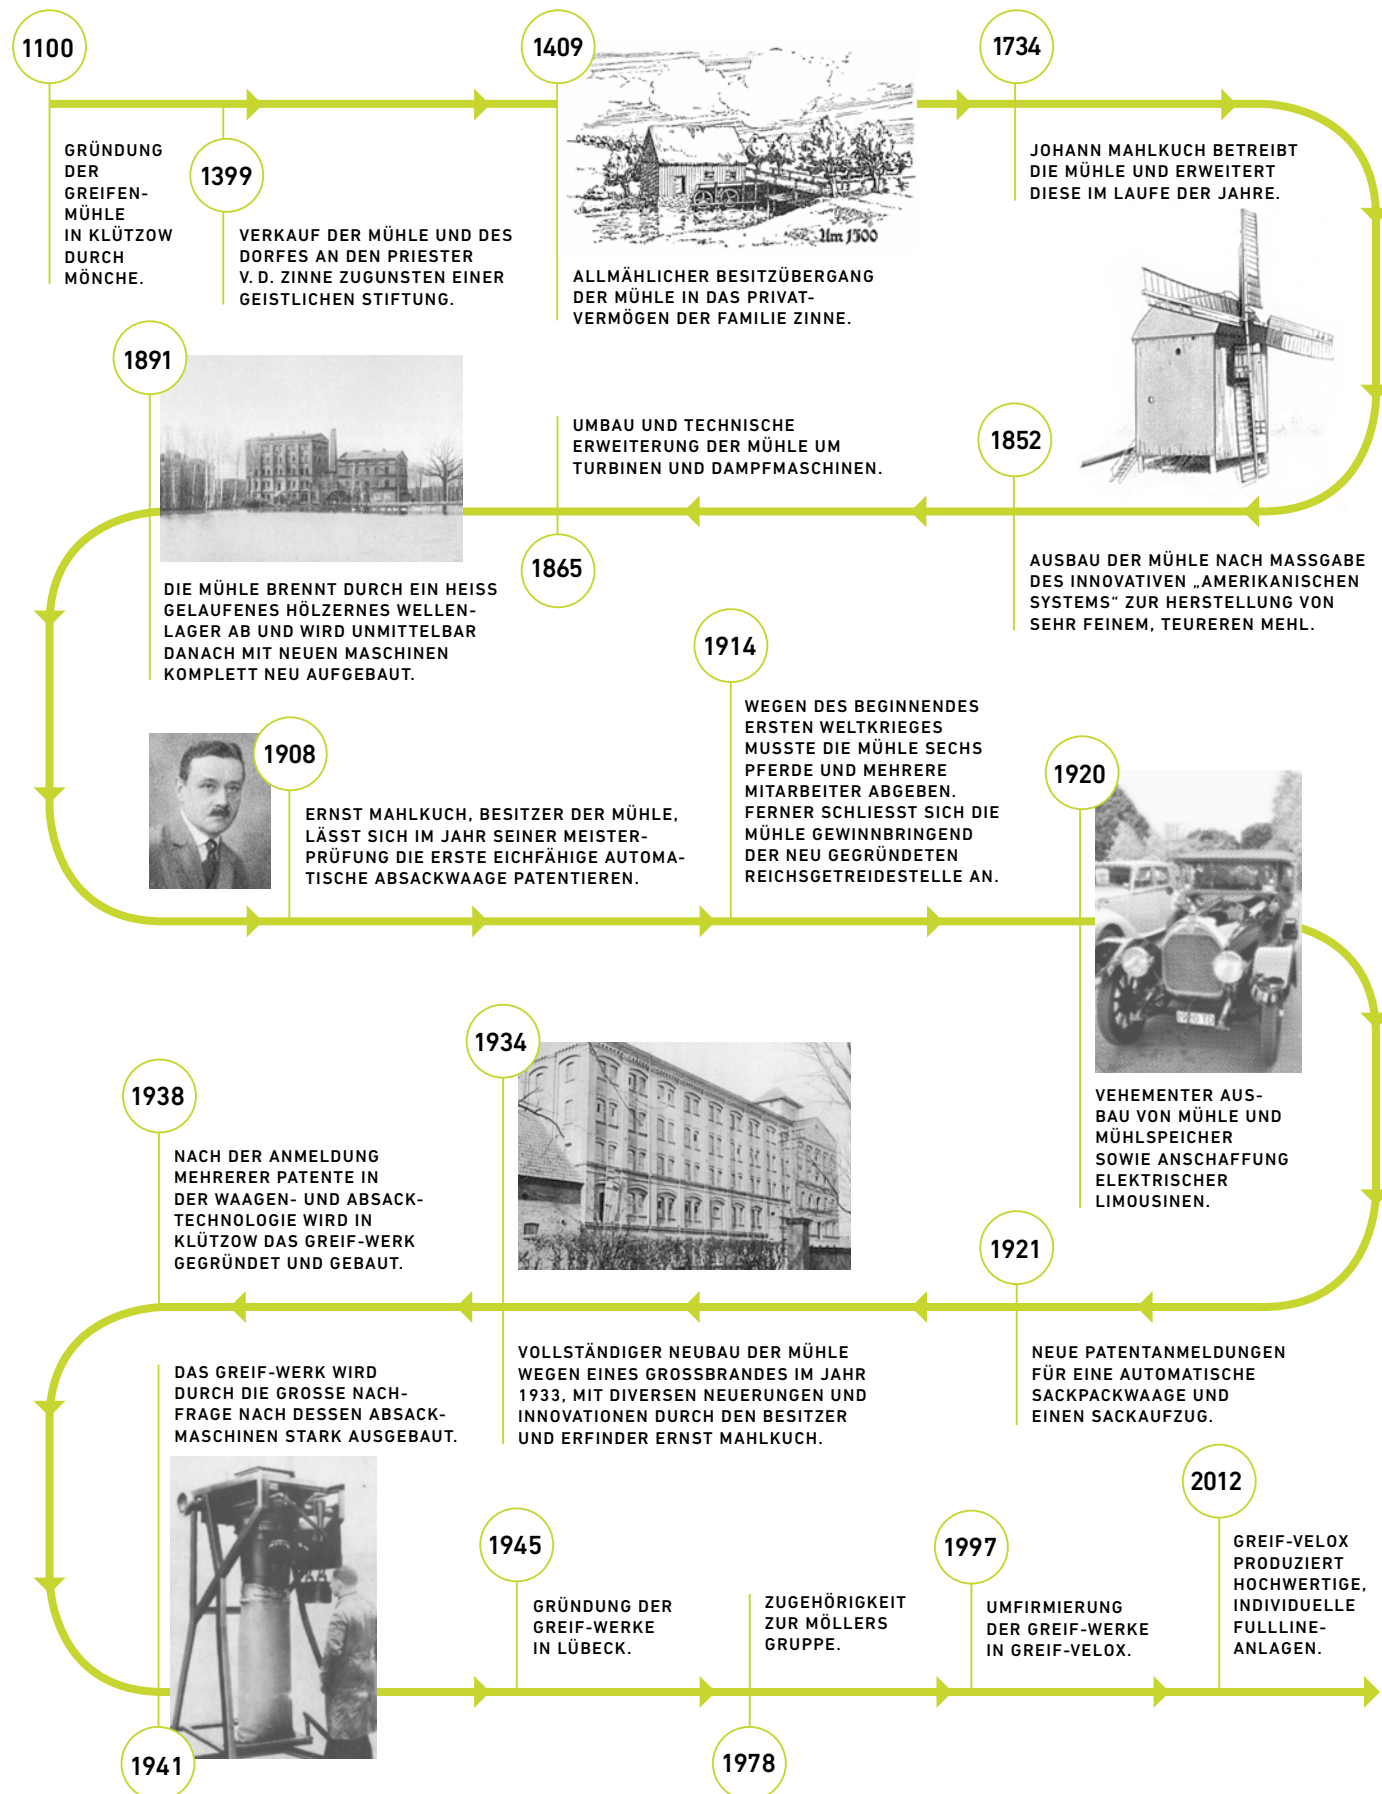 1100
GRÜNDUNG
DER
GREIFEN-
MÜHLE
IN KLÜTZOW
DURCH
MÖNCHE.
1399
VERKAUF DER MÜHLE UND DES
DORFES AN DEN PRIESTER
V. D. ZINNE ZUGUNSTEN EINER
GEISTLICHEN STIFTUNG.
1409
Um 1500
ALLMÄHLICHER BESITZÜBERGANG
DER MÜHLE IN DAS PRIVAT-
VERMÖGEN DER FAMILIE ZINNE.
1734
JOHANN MAHLKUCH BETREIBT
DIE MÜHLE UND ERWEITERT
DIESE IM LAUFE DER JAHRE.
1852
AUSBAU DER MÜHLE NACH MASSGABE
DES INNOVATIVEN „AMERIKANISCHEN
SYSTEMS“ ZUR HERSTELLUNG VON
SEHR FEINEM, TEUREREN MEHL.
UMBAU UND TECHNISCHE
ERWEITERUNG DER MÜHLE UM
TURBINEN UND DAMPFMASCHINEN.
1865
1891
DIE MÜHLE BRENNT DURCH EIN HEISS
GELAUFENES HÖLZERNES WELLEN-
LAGER AB UND WIRD UNMITTELBAR
DANACH MIT NEUEN MASCHINEN
KOMPLETT NEU AUFGEBAUT.
1908
ERNST MAHLKUCH, BESITZER DER MÜHLE,
LÄSST SICH IM JAHR SEINER MEISTER-
PRÜFUNG DIE ERSTE EICHFÄHIGE AUTOMA-
TISCHE ABSACKWAAGE PATENTIEREN.
1914
WEGEN DES BEGINNENDES
ERSTEN WELTKRIEGES
MUSSTE DIE MÜHLE SECHS
PFERDE UND MEHRERE
MITARBEITER ABGEBEN.
FERNER SCHLIESST SICH DIE
MÜHLE GEWINNBRINGEND
DER NEU GEGRÜNDETEN
REICHSGETREIDESTELLE AN.
1920
VEHEMENTER AUS-
BAU VON MÜHLE UND
MÜHLSPEICHER
SOWIE ANSCHAFFUNG
ELEKTRISCHER
LIMOUSINEN.
1921
NEUE PATENTANMELDUNGEN
FÜR EINE AUTOMATISCHE
SACKPACKWAAGE UND
EINEN SACKAUFZUG.
1934
VOLLSTÄNDIGER NEUBAU DER MÜHLE
WEGEN EINES GROSSBRANDES IM JAHR
1933, MIT DIVERSEN NEUERUNGEN UND
INNOVATIONEN DURCH DEN BESITZER
UND ERFINDER ERNST MAHLKUCH.
1938
NACH DER ANMELDUNG
MEHRERER PATENTE IN
DER WAAGEN- UND ABSACK-
TECHNOLOGIE WIRD IN
KLÜTZOW DAS GREIF-WERK
GEGRÜNDET UND GEBAUT.
DAS GREIF-WERK WIRD
DURCH DIE GROSSE NACH-
FRAGE NACH DESSEN ABSACK-
MASCHINEN STARK AUSGEBAUT.
1941
1945
GRÜNDUNG DER
GREIF-WERKE
IN LÜBECK.
ZUGEHÖRIGKEIT
ZUR MÖLLERS
GRUPPE.
1978
1997
UMFIRMIERUNG
DER GREIF-WERKE
IN GREIF-VELOX.
2012
GREIF-VELOX
PRODUZIERT
HOCHWERTIGE,
INDIVIDUELLE
FULLLINE-
ANLAGEN.